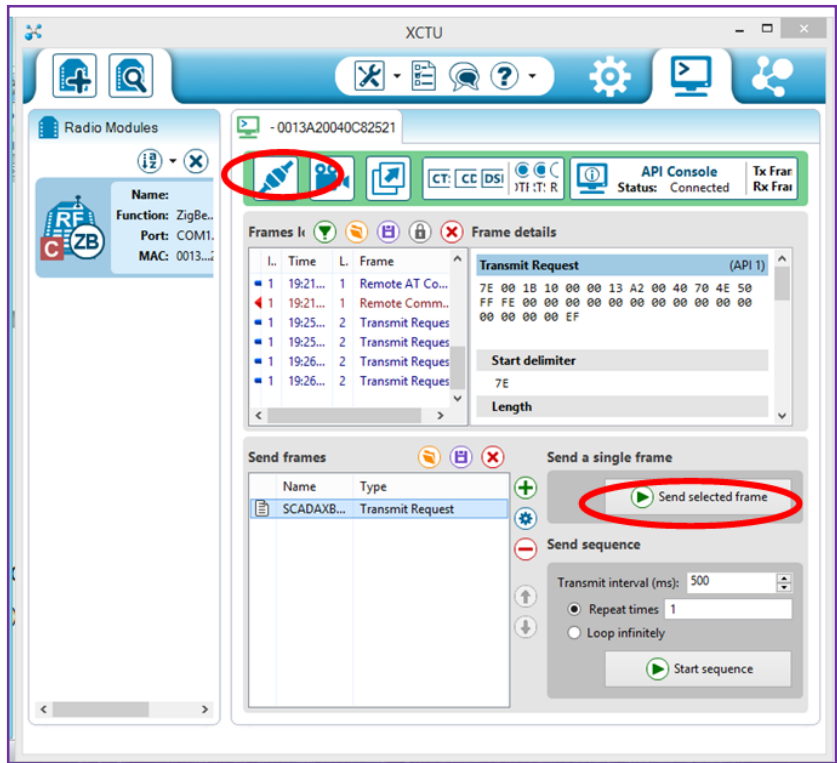 XCTU
Radio Modules
- 0013A20040C82521
Name:
Function: ZigBe..
Port: COM1.
MAC: 0013...2
RF
C
ZB
API Console
Status: Connected
Tx Fran
Rx Frai
Frames lo
Frame details
I.. Time L. Frame
1 19:21... 1 Remote AT Co...
1 19:21... 1 Remote Comm..
1 19:25... 2 Transmit Reques
1 19:25... 2 Transmit Reques
1 19:26... 2 Transmit Reques
1 19:26... 2 Transmit Reques
Transmit Request (API 1)
7E 00 1B 10 00 00 13 A2 00 40 70 4E 50
FF FE 00 00 00 00 00 00 00 00 00 00 00
00 00 00 00 EF
Start delimiter
7E
Length
Send frames
Name Type
SCADAXB... Transmit Request
Send a single frame
Send selected frame
Send sequence
Transmit interval (ms): 500
Repeat times 1
Loop infinitely
Start sequence